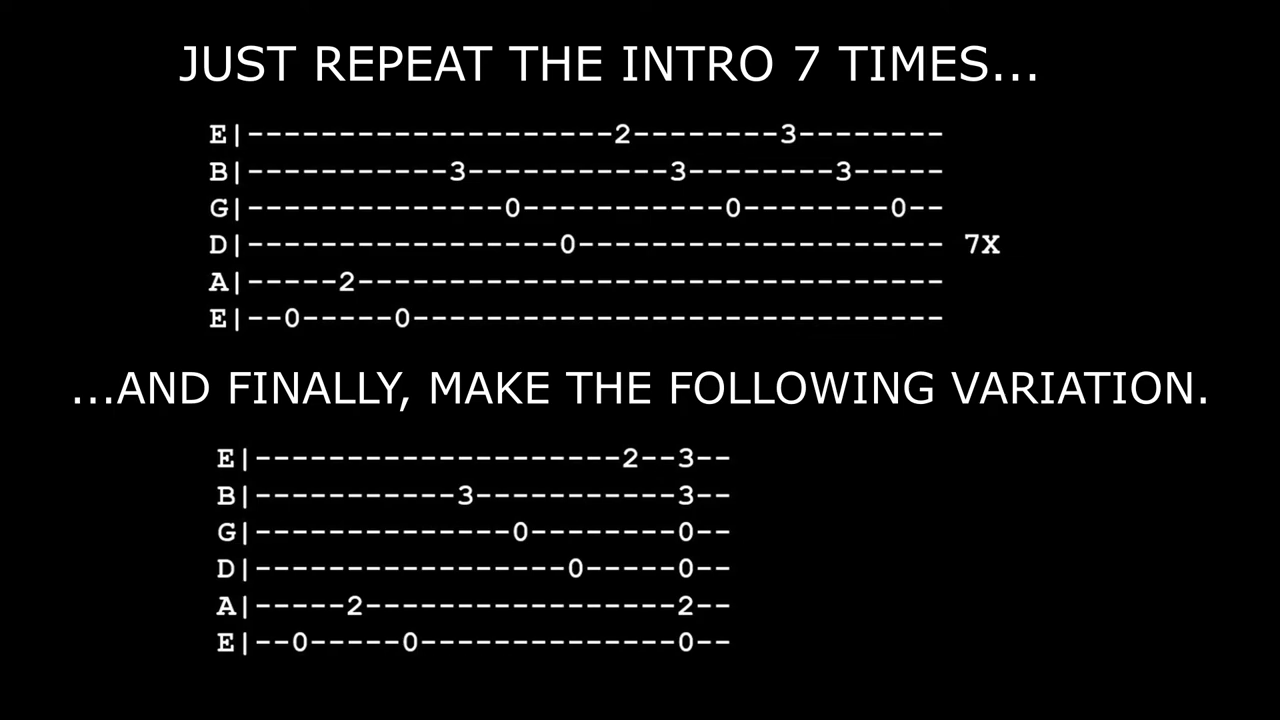 JUST REPEAT THE INTRO 7 TIMES...
E|--------------------2--------3--------
B|-----------3-----------3--------3-----
G|--------------0-----------0--------0--
D|-----------------0-------------------- 7X
A|-----2--------------------------------
E|--0-----0-----------------------------
...AND FINALLY, MAKE THE FOLLOWING VARIATION.
E|--------------------2--3--
B|-----------3-----------3--
G|--------------0--------0--
D|-----------------0-----0--
A|-----2-----------------2--
E|--0-----0--------------0--